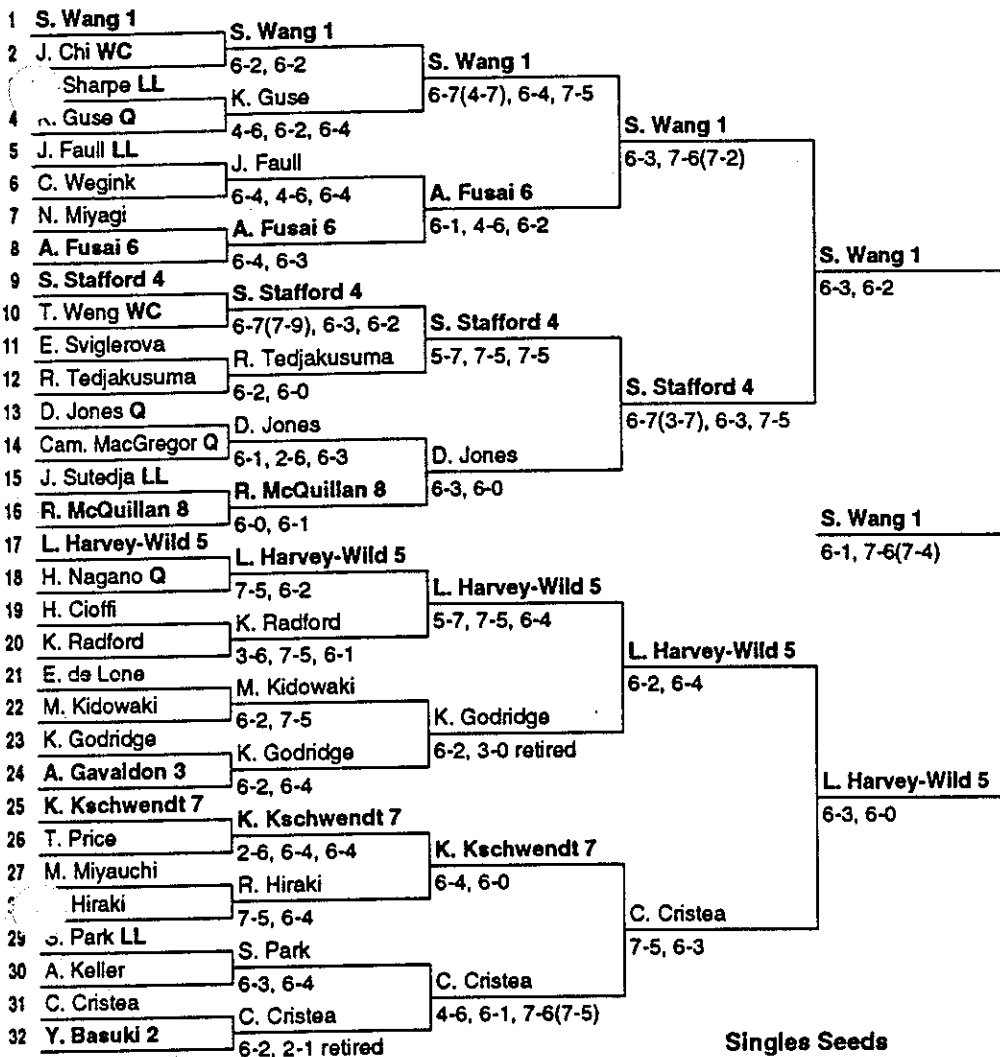 1 S. Wang 1
2 J. Chi WC
Sharpe LL
4 Guse Q
5 J. Faull LL
6 C. Wegink
7 N. Miyagi
8 A. Fusai 6
9 S. Stafford 4
10 T. Weng WC
11 E. Sviglerova
12 R. Tedjakusuma
13 D. Jones Q
14 Cam. MacGregor Q
15 J. Sutedja LL
16 R. McQuillan 8
17 L. Harvey-Wild 5
18 H. Nagano Q
19 H. Cioffi
20 K. Radford
21 E. de Lone
22 M. Kidowaki
23 K. Godridge
24 A. Gavaldon 3
25 K. Kschwendt 7
26 T. Price
27 M. Miyauchi
Hiraki
29 S. Park LL
30 A. Keller
31 C. Cristea
32 Y. Basuki 2
S. Wang 1
6-2, 6-2
K. Guse
4-6, 6-2, 6-4
J. Faull
6-4, 4-6, 6-4
A. Fusai 6
6-4, 6-3
S. Stafford 4
6-7(7-9), 6-3, 6-2
R. Tedjakusuma
6-2, 6-0
D. Jones
6-1, 2-6, 6-3
R. McQuillan 8
6-0, 6-1
L. Harvey-Wild 5
7-5, 6-2
K. Radford
3-6, 7-5, 6-1
M. Kidowaki
6-2, 7-5
K. Godridge
6-2, 6-4
K. Kschwendt 7
2-6, 6-4, 6-4
R. Hiraki
7-5, 6-4
S. Park
6-3, 6-4
C. Cristea
6-2, 2-1 retired
S. Wang 1
6-7(4-7), 6-4, 7-5
A. Fusai 6
6-1, 4-6, 6-2
S. Stafford 4
5-7, 7-5, 7-5
D. Jones
6-3, 6-0
L. Harvey-Wild 5
5-7, 7-5, 6-4
K. Godridge
6-2, 3-0 retired
K. Kschwendt 7
6-4, 6-0
C. Cristea
4-6, 6-1, 7-6(7-5)
S. Wang 1
6-3, 7-6(7-2)
S. Stafford 4
6-7(3-7), 6-3, 7-5
L. Harvey-Wild 5
6-2, 6-4
C. Cristea
7-5, 6-3
S. Wang 1
6-3, 6-2
L. Harvey-Wild 5
6-3, 6-0
S. Wang 1
6-1, 7-6(7-4)
Singles Seeds